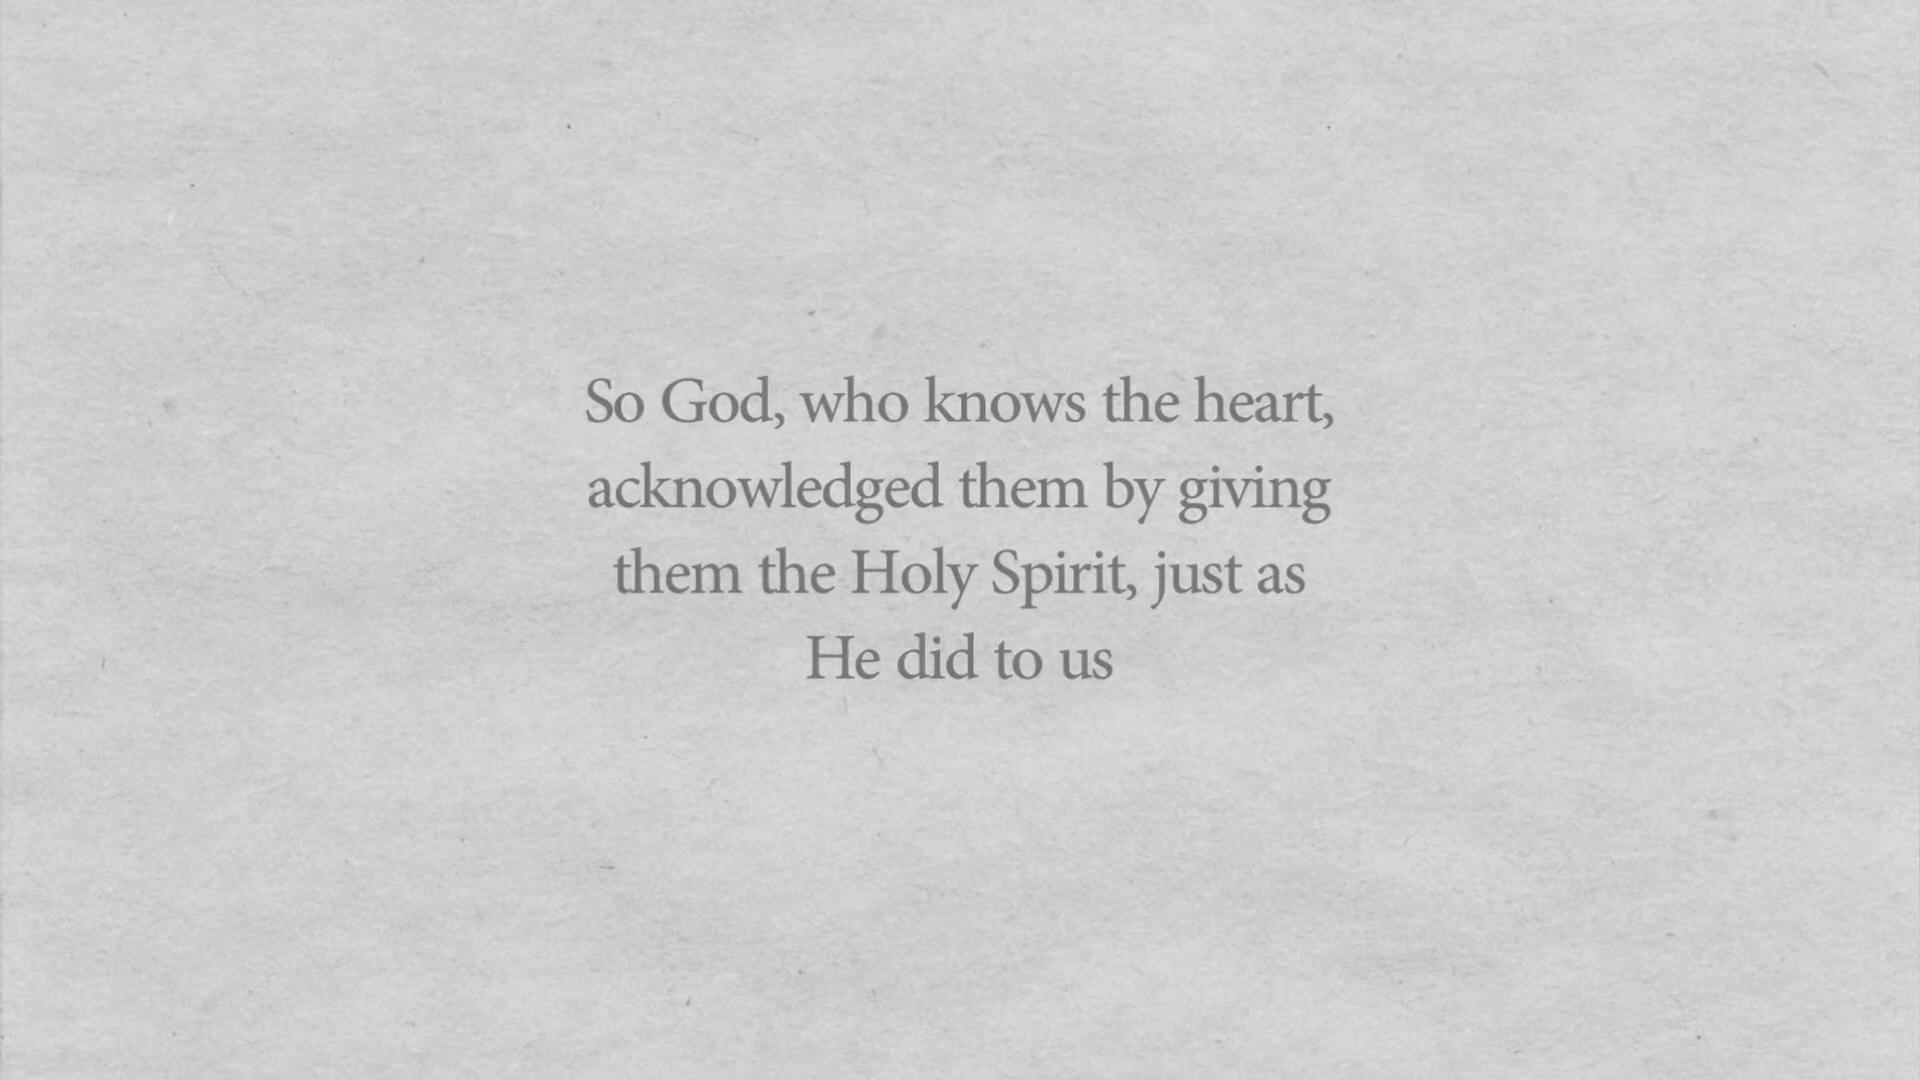 So God, who knows the heart,
acknowledged them by giving
them the Holy Spirit, just as
He did to us